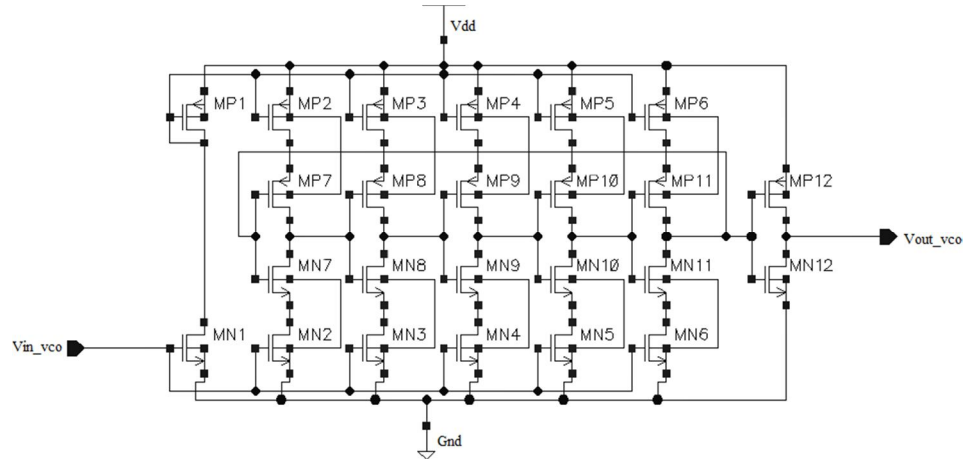 Vdd
MP1 MP2 MP3 MP4 MP5 MP6
MP7 MP8 MP9 MP10 MP11 MP12
Vout_vco
MN7 MN8 MN9 MN10 MN11 MN12
Vin_vco
MN1 MN2 MN3 MN4 MN5 MN6
Gnd